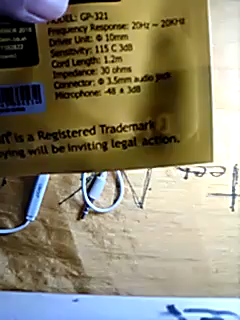 MODEL: GP-321
Frequency Response: 20Hz ~ 20KHz
Driver Unit: Φ 10mm
Sensitivity: 115 C 3dB
Cord Length: 1.2m
Impedance: 30 ohms
Connector: Φ 3.5mm audio jack
Microphone: -48 ± 3dB
is a Registered Trademark
ying will be inviting legal action.